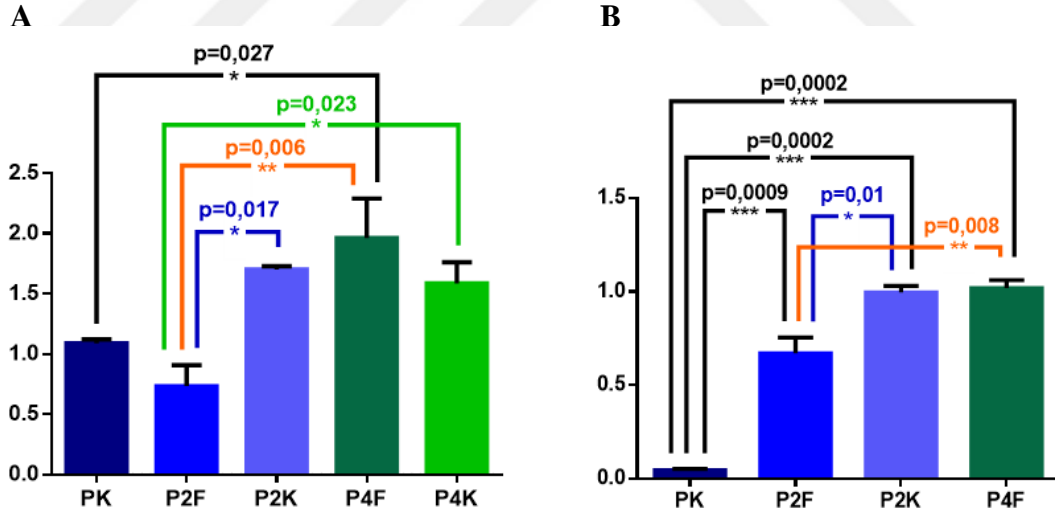 A
p=0,027
*
p=0,023
*
p=0,006
**
p=0,017
*
2.5
2.0
1.5
1.0
0.5
0.0
PK P2F P2K P4F P4K
B
p=0,0002
***
p=0,0002
***
p=0,0009
***
p=0,01
*
p=0,008
**
1.5
1.0
0.5
0.0
PK P2F P2K P4F